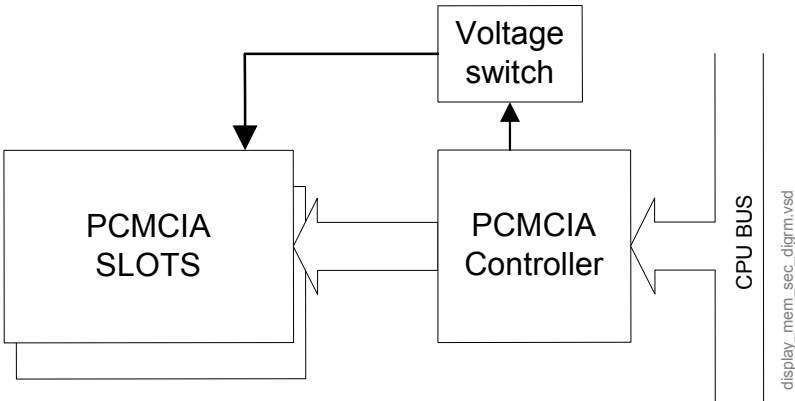 Voltage
switch
PCMCIA
SLOTS
PCMCIA
Controller
CPU BUS
display_mem_sec_digrm.vsd